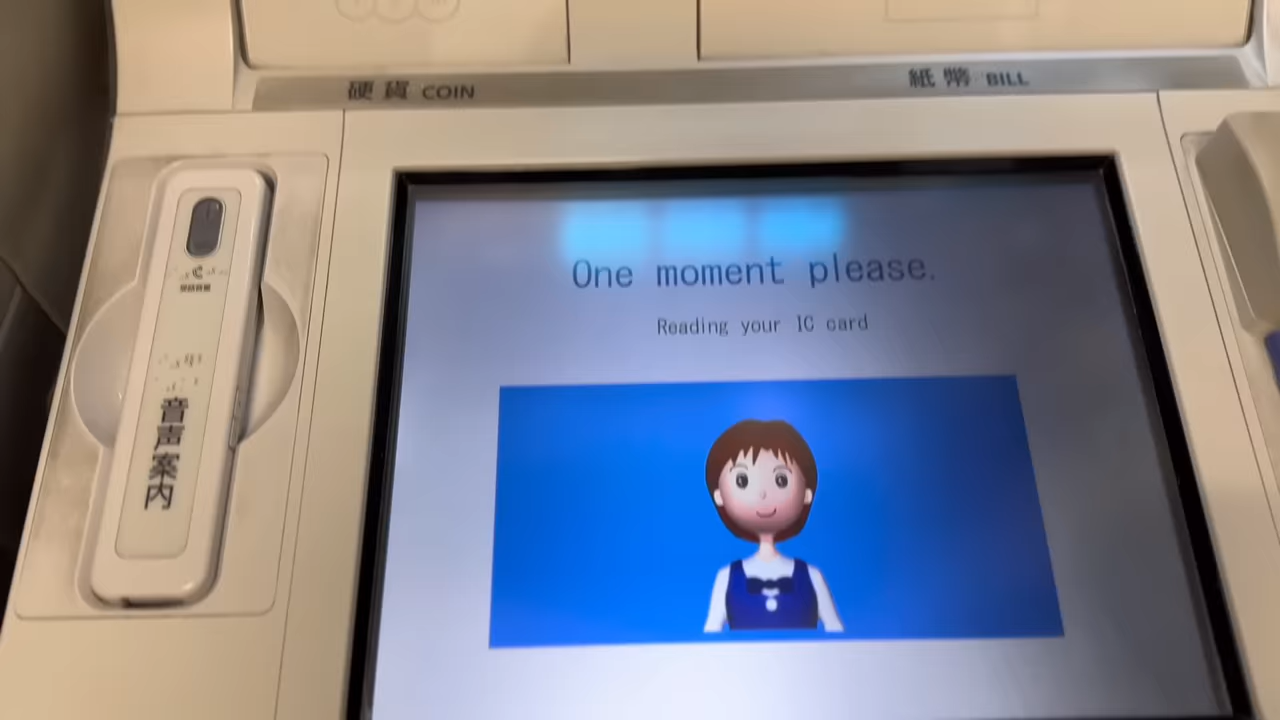 硬貨 COIN
紙幣 BILL
One moment please.
Reading your IC card
音声案内